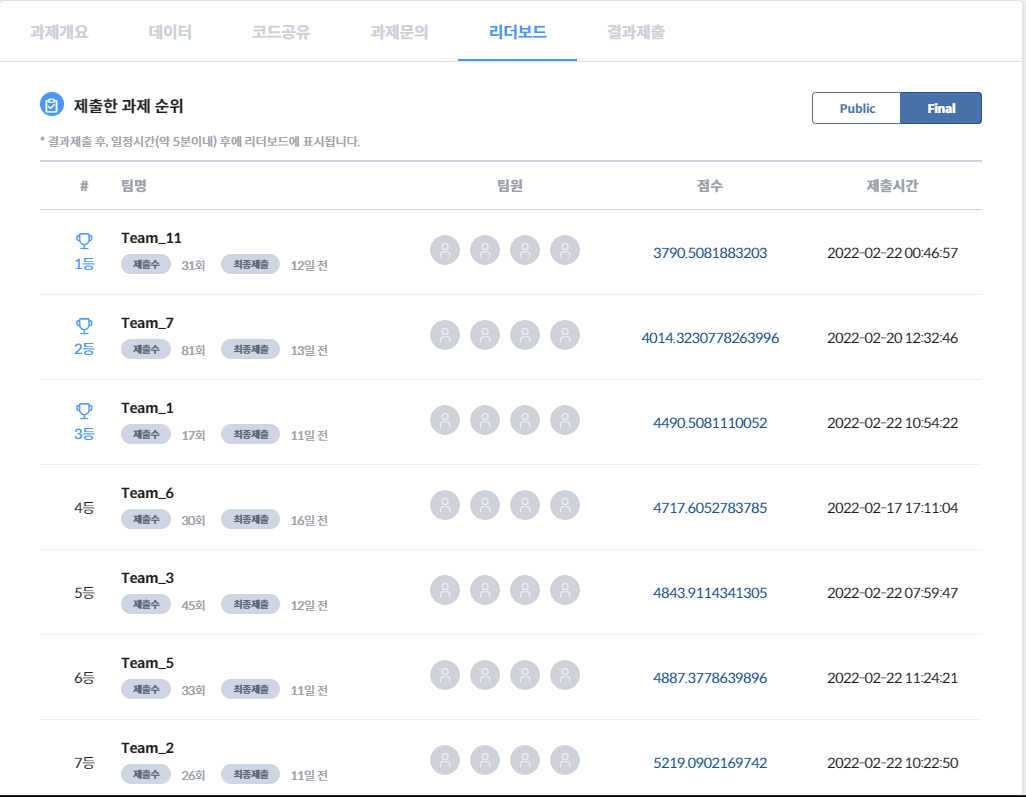 과제개요 데이터 코드공유 과제문의 리더보드 결과제출
제출한 과제 순위 Public Final
* 결과제출 후, 일정시간(약 5분이내) 후에 리더보드에 표시됩니다.
# 팀명 팀원 점수 제출시간
1등 Team_11 제출수 31회 최종제출 12일 전 3790.5081883203 2022-02-22 00:46:57
2등 Team_7 제출수 81회 최종제출 13일 전 4014.3230778263996 2022-02-20 12:32:46
3등 Team_1 제출수 17회 최종제출 11일 전 4490.5081110052 2022-02-22 10:54:22
4등 Team_6 제출수 30회 최종제출 16일 전 4717.6052783785 2022-02-17 17:11:04
5등 Team_3 제출수 45회 최종제출 12일 전 4843.9114341305 2022-02-22 07:59:47
6등 Team_5 제출수 33회 최종제출 11일 전 4887.3778639896 2022-02-22 11:24:21
7등 Team_2 제출수 26회 최종제출 11일 전 5219.0902169742 2022-02-22 10:22:50